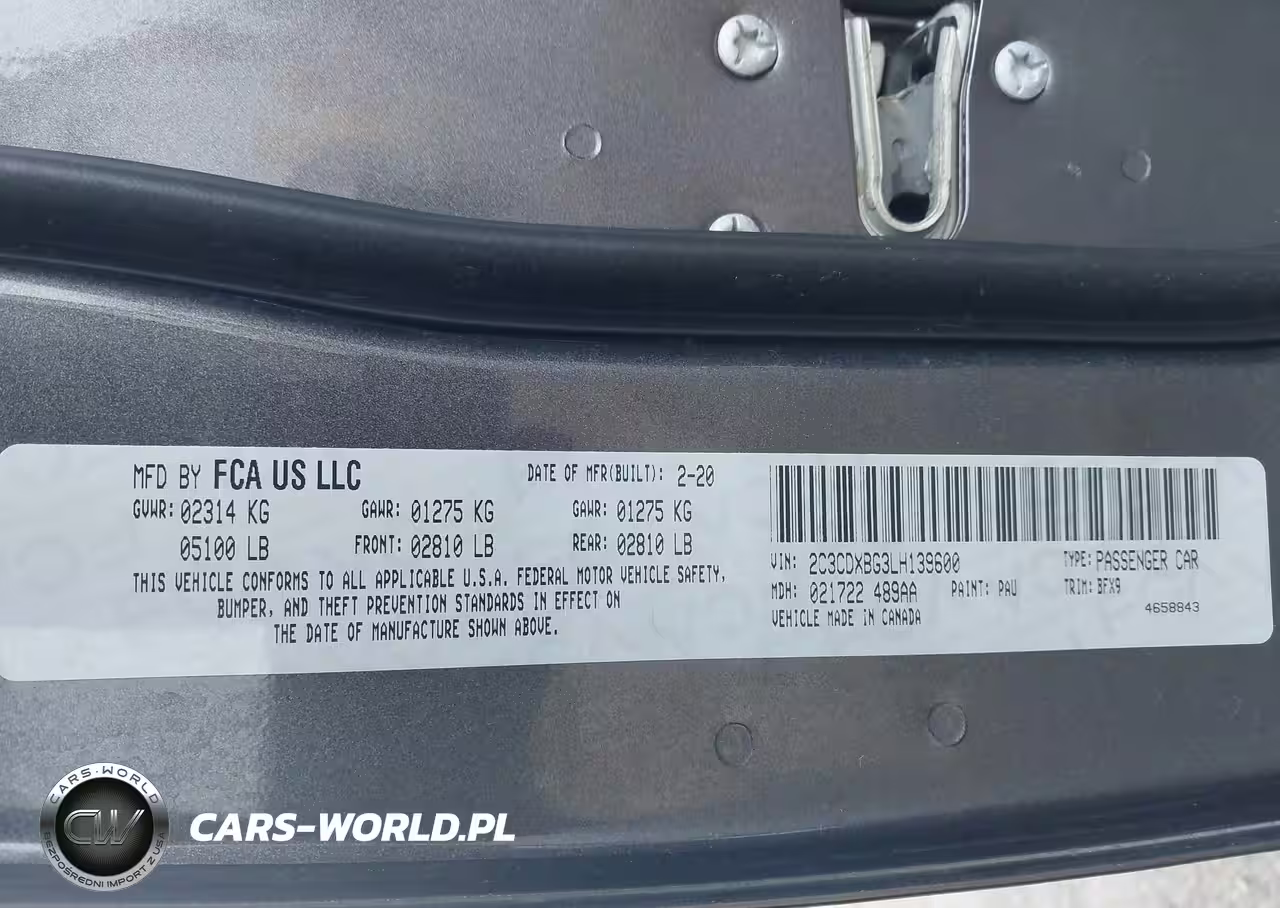 MFD BY FCA US LLC DATE OF MFR(BUILT): 2-20
GVWR: 02314 KG GAWR: 01275 KG GAWR: 01275 KG
05100 LB FRONT: 02810 LB REAR: 02810 LB
THIS VEHICLE CONFORMS TO ALL APPLICABLE U.S.A. FEDERAL MOTOR VEHICLE SAFETY,
BUMPER, AND THEFT PREVENTION STANDARDS IN EFFECT ON
THE DATE OF MANUFACTURE SHOWN ABOVE.
VIN: 2C3CDXBG3LH139600 TYPE: PASSENGER CAR
MDH: 021722 489AA PAINT: PAU TRIM: BFX9
VEHICLE MADE IN CANADA 4658843
CARS-WORLD
CW
BEZPOŚREDNI IMPORT Z USA
CARS-WORLD.PL